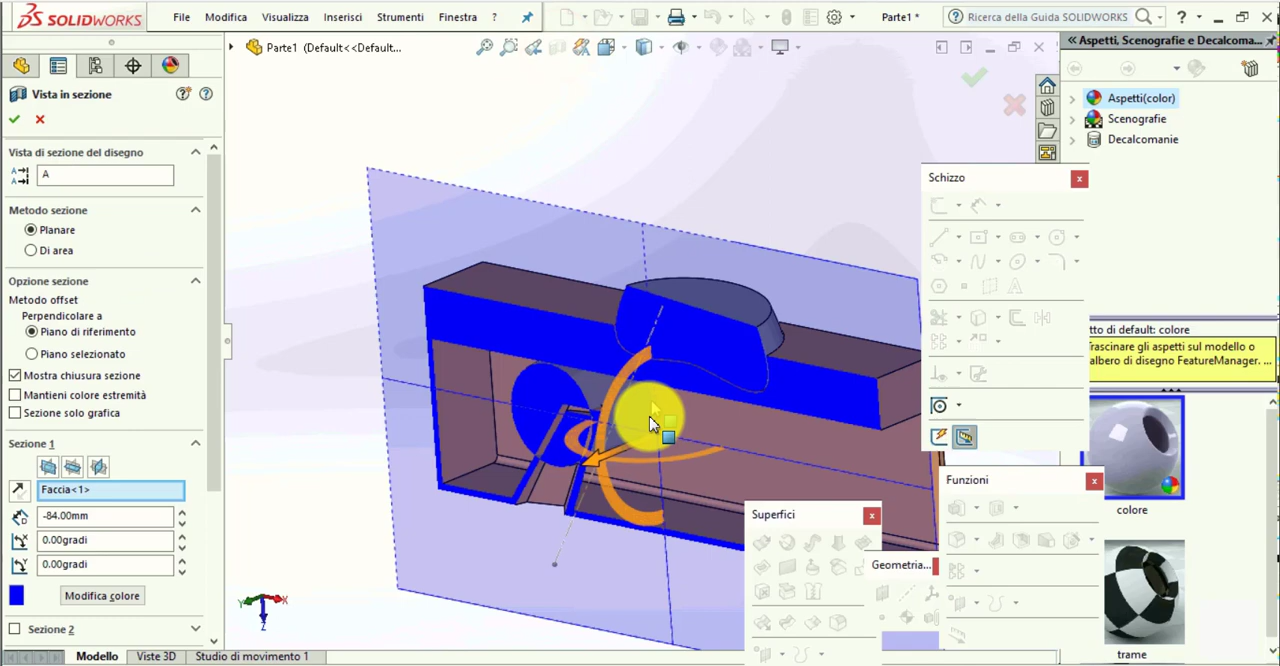 SOLIDWORKS
File Modifica Visualizza Inserisci Strumenti Finestra ?
Parte1 *
Ricerca della Guida SOLIDWORKS
?
Parte1 (Default<<Default...
Aspetti, Scenografie e Decalcoma...
Vista in sezione
Aspetti(color)
Scenografie
Decalcomanie
Vista di sezione del disegno
A
Metodo sezione
Planare
Di area
Opzione sezione
Metodo offset
Perpendicolare a
Piano di riferimento
Piano selezionato
Mostra chiusura sezione
Mantieni colore estremità
Sezione solo grafica
Sezione 1
Faccia<1>
-84.00mm
0.00gradi
0.00gradi
Modifica colore
Sezione 2
Schizzo
tto di default: colore
Trascinare gli aspetti sul modello o
albero di disegno FeatureManager. ...
colore
Funzioni
Superfici
Geometria...
trame
Y X
Z
Modello Vista 3D Studio di movimento 1